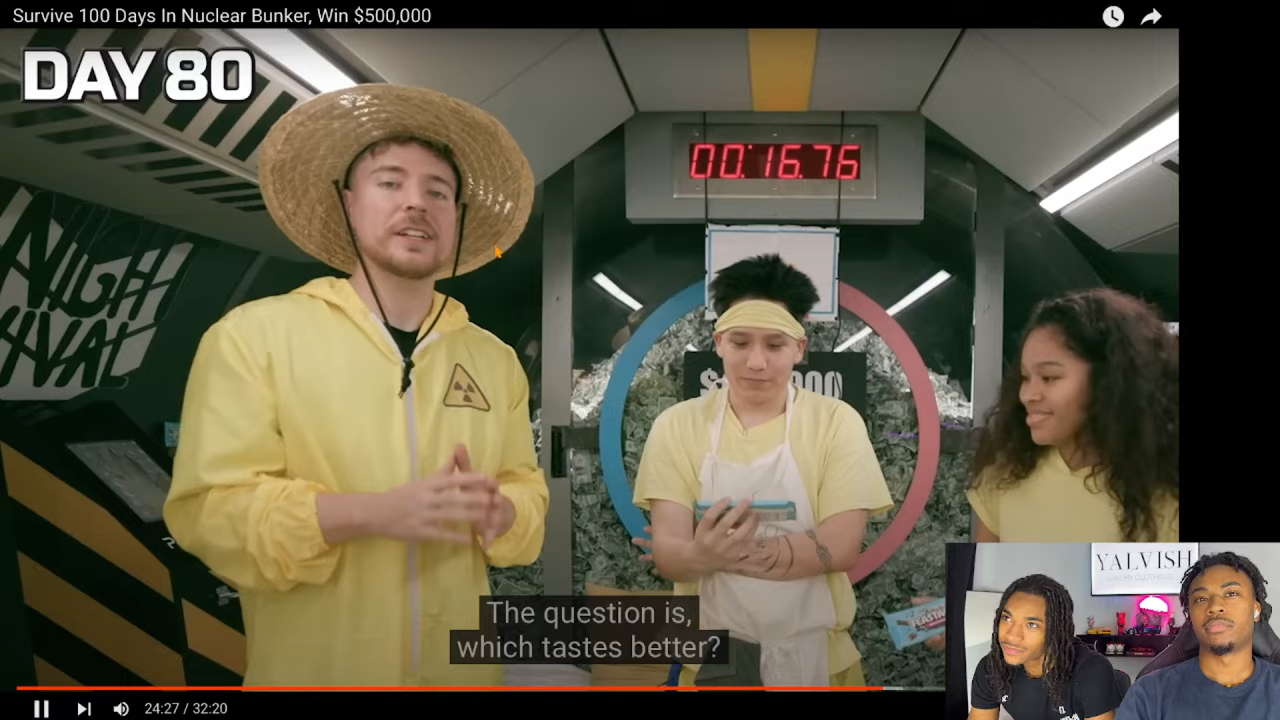 Survive 100 Days In Nuclear Bunker, Win $500,000
DAY 80
00:16.76
The question is,
which tastes better?
YALVISH
24:27 / 32:20